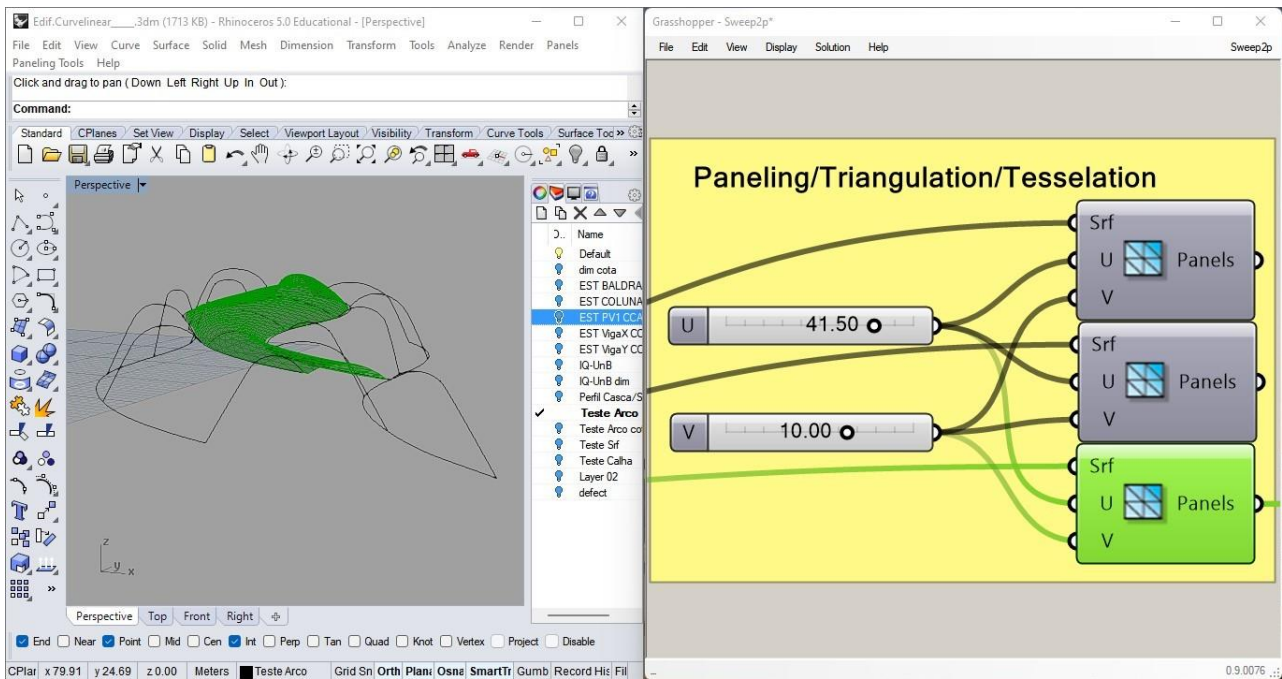 Edif.Curvelinear____.3dm (1713 KB) - Rhinoceros 5.0 Educational - [Perspective]
File Edit View Curve Surface Solid Mesh Dimension Transform Tools Analyze Render Panels
Paneling Tools Help
Click and drag to pan ( Down Left Right Up In Out ):
Command:
Standard CPlanes Set View Display Select Viewport Layout Visibility Transform Curve Tools Surface Too »
Perspective
Name
Default
dim cota
EST BALDRA
EST COLUNA
EST PV1 CCA
EST VigaX CC
EST VigaY CC
IQ-UnB
IQ-UnB dim
Perfil Casca/S
Teste Arco
Teste Arco co
Teste Srf
Teste Calha
Layer 02
defect
z
y x
Perspective Top Front Right
End Near Point Mid Cen Int Perp Tan Quad Knot Vertex Project Disable
CPlar x 79.91 y 24.69 z 0.00 Meters Teste Arco Grid Sn Orth Plana Osna SmartTr Gumb Record His Fil
Grasshopper - Sweep2p*
File Edit View Display Solution Help Sweep2p
Paneling/Triangulation/Tesselation
Srf
U Panels
V
U 41.50
Srf
U Panels
V
V 10.00
Srf
U Panels
V
0.9.0076